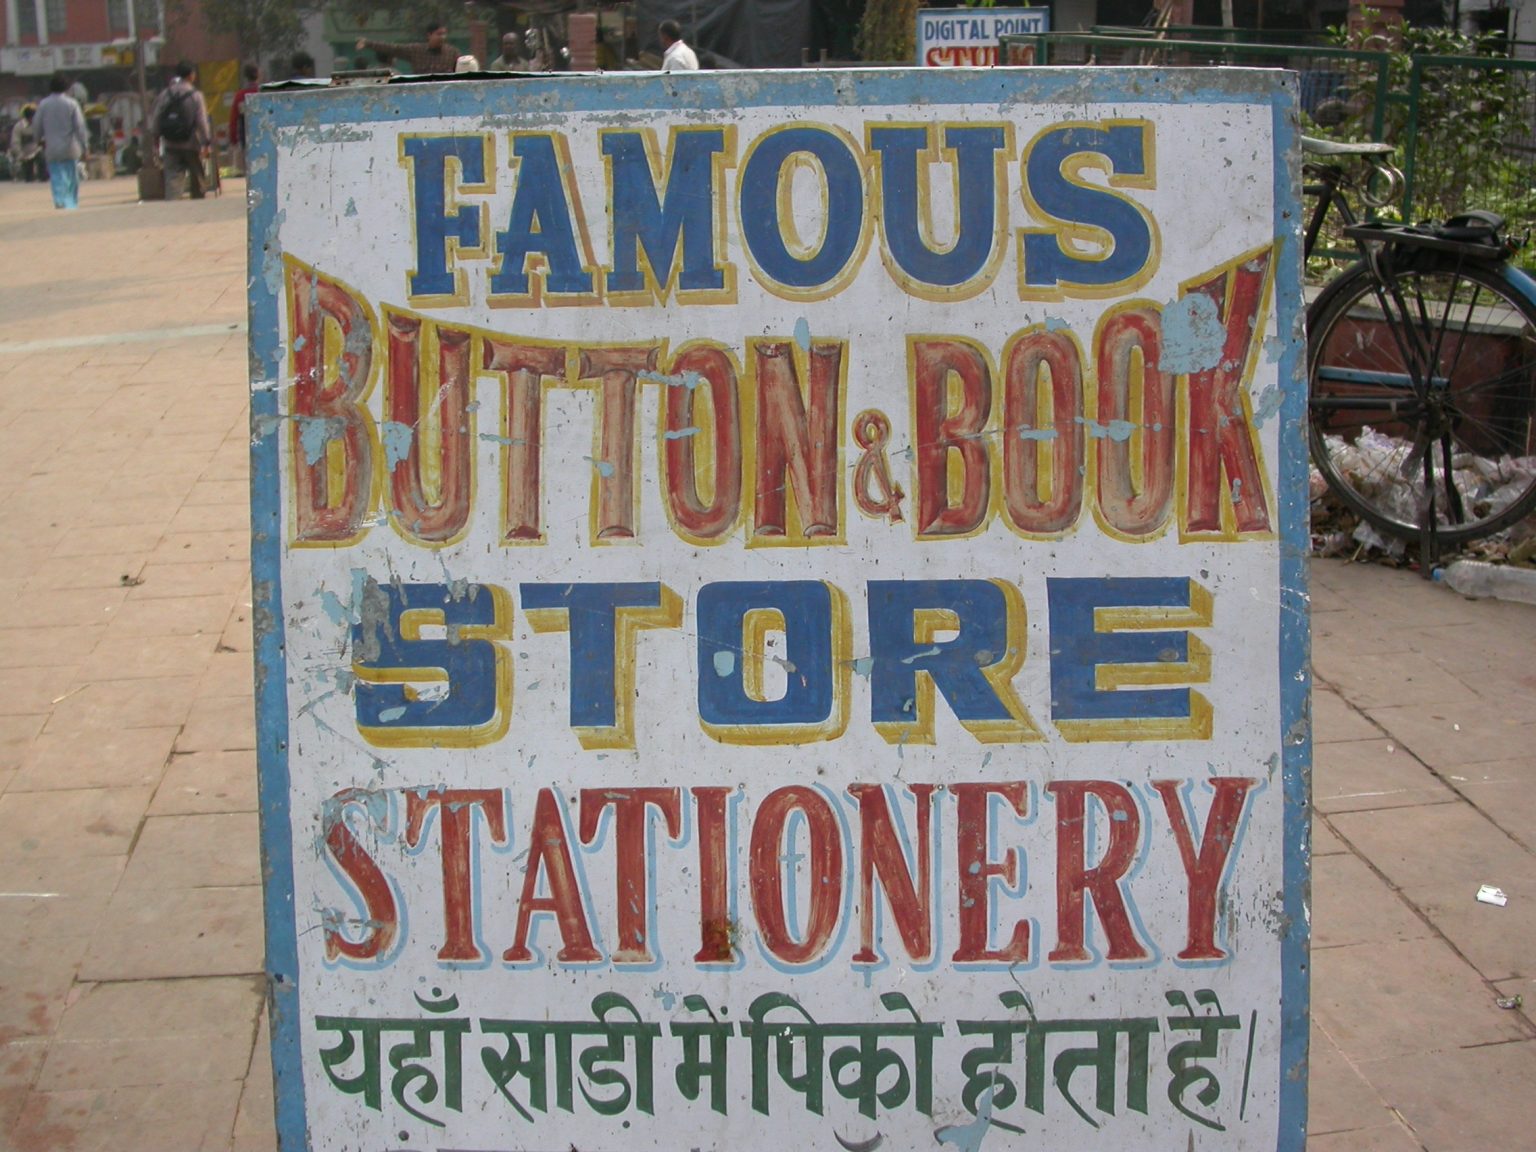 DIGITAL POINT
FAMOUS
BUTTON & BOOK
STORE
STATIONERY
यहाँ साडी़ में पिको होता है।